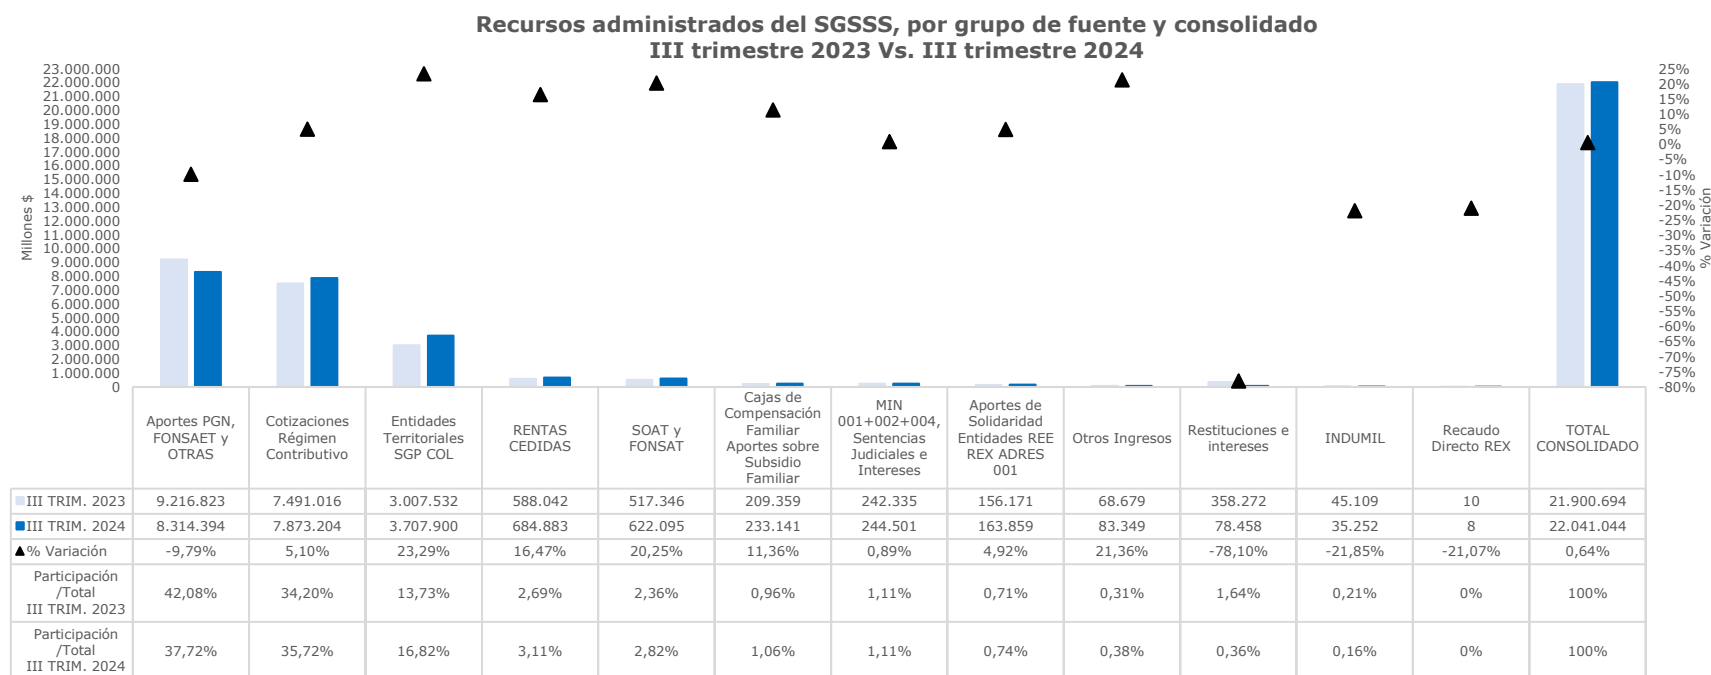 Recursos administrados del SGSSS, por grupo de fuente y consolidado
III trimestre 2023 Vs. III trimestre 2024
Millones $
23.000.000
22.000.000
21.000.000
20.000.000
19.000.000
18.000.000
17.000.000
16.000.000
15.000.000
14.000.000
13.000.000
12.000.000
11.000.000
10.000.000
9.000.000
8.000.000
7.000.000
6.000.000
5.000.000
4.000.000
3.000.000
2.000.000
1.000.000
0
25%
20%
15%
10%
5%
0%
-5%
-10%
-15%
-20%
-25%
-30%
-35%
-40%
-45%
-50%
-55%
-60%
-65%
-70%
-75%
-80%
% Variación
Aportes PGN,
FONSAET y
OTRAS
Cotizaciones
Régimen
Contributivo
Entidades
Territoriales
SGP COL
RENTAS
CEDIDAS
SOAT y
FONSAT
Cajas de
Compensación
Familiar
Aportes sobre
Subsidio
Familiar
MIN
001+002+004,
Sentencias
Judiciales e
Intereses
Aportes de
Solidaridad
Entidades REE
REX ADRES
001
Otros Ingresos
Restituciones e
intereses
INDUMIL
Recaudo
Directo REX
TOTAL
CONSOLIDADO
III TRIM. 2023 9.216.823 7.491.016 3.007.532 588.042 517.346 209.359 242.335 156.171 68.679 358.272 45.109 10 21.900.694
III TRIM. 2024 8.314.394 7.873.204 3.707.900 684.883 622.095 233.141 244.501 163.859 83.349 78.458 35.252 8 22.041.044
% Variación -9,79% 5,10% 23,29% 16,47% 20,25% 11,36% 0,89% 4,92% 21,36% -78,10% -21,85% -21,07% 0,64%
Participación
/Total
III TRIM. 2023
42,08% 34,20% 13,73% 2,69% 2,36% 0,96% 1,11% 0,71% 0,31% 1,64% 0,21% 0% 100%
Participación
/Total
III TRIM. 2024
37,72% 35,72% 16,82% 3,11% 2,82% 1,06% 1,11% 0,74% 0,38% 0,36% 0,16% 0% 100%